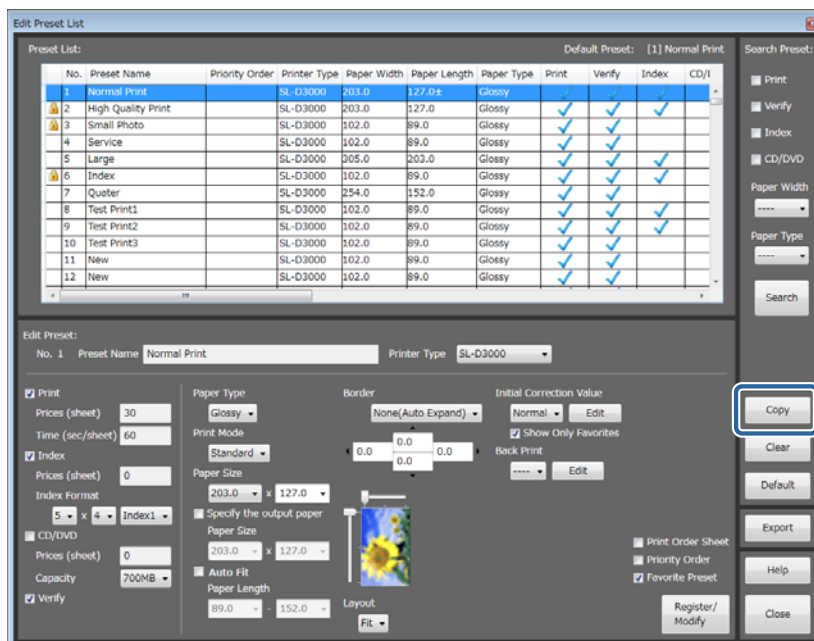 Edit Preset List
Preset List: Default Preset: [1] Normal Print
No. Preset Name Priority Order Printer Type Paper Width Paper Length Paper Type Print Verify Index CD/
1 Normal Print SL-D3000 203.0 127.0± Glossy
2 High Quality Print SL-D3000 203.0 127.0 Glossy
3 Small Photo SL-D3000 102.0 89.0 Glossy
4 Service SL-D3000 102.0 89.0 Glossy
5 Large SL-D3000 305.0 203.0 Glossy
6 Index SL-D3000 102.0 89.0 Glossy
7 Quoter SL-D3000 254.0 152.0 Glossy
8 Test Print1 SL-D3000 102.0 89.0 Glossy
9 Test Print2 SL-D3000 102.0 89.0 Glossy
10 Test Print3 SL-D3000 102.0 89.0 Glossy
11 New SL-D3000 102.0 89.0 Glossy
12 New SL-D3000 102.0 89.0 Glossy
Search Preset:
Print
Verify
Index
CD/DVD
Paper Width
----
Paper Type
----
Search
Edit Preset:
No. 1 Preset Name Normal Print Printer Type SL-D3000
Print
Prices (sheet) 30
Time (sec/sheet) 60
Index
Prices (sheet) 0
Index Format
5 x 4 Index1
CD/DVD
Prices (sheet) 0
Capacity 700MB
Verify
Paper Type
Glossy
Print Mode
Standard
Paper Size
203.0 x 127.0
Specify the output paper
Paper Size
203.0 x 127.0
Auto Fit
Paper Length
89.0 - 152.0
Border
None(Auto Expand)
0.0
0.0 0.0
0.0
Layout
Fit
Initial Correction Value
Normal Edit
Show Only Favorites
Back Print
---- Edit
Print Order Sheet
Priority Order
Favorite Preset
Register/
Modify
Copy
Clear
Default
Export
Help
Close